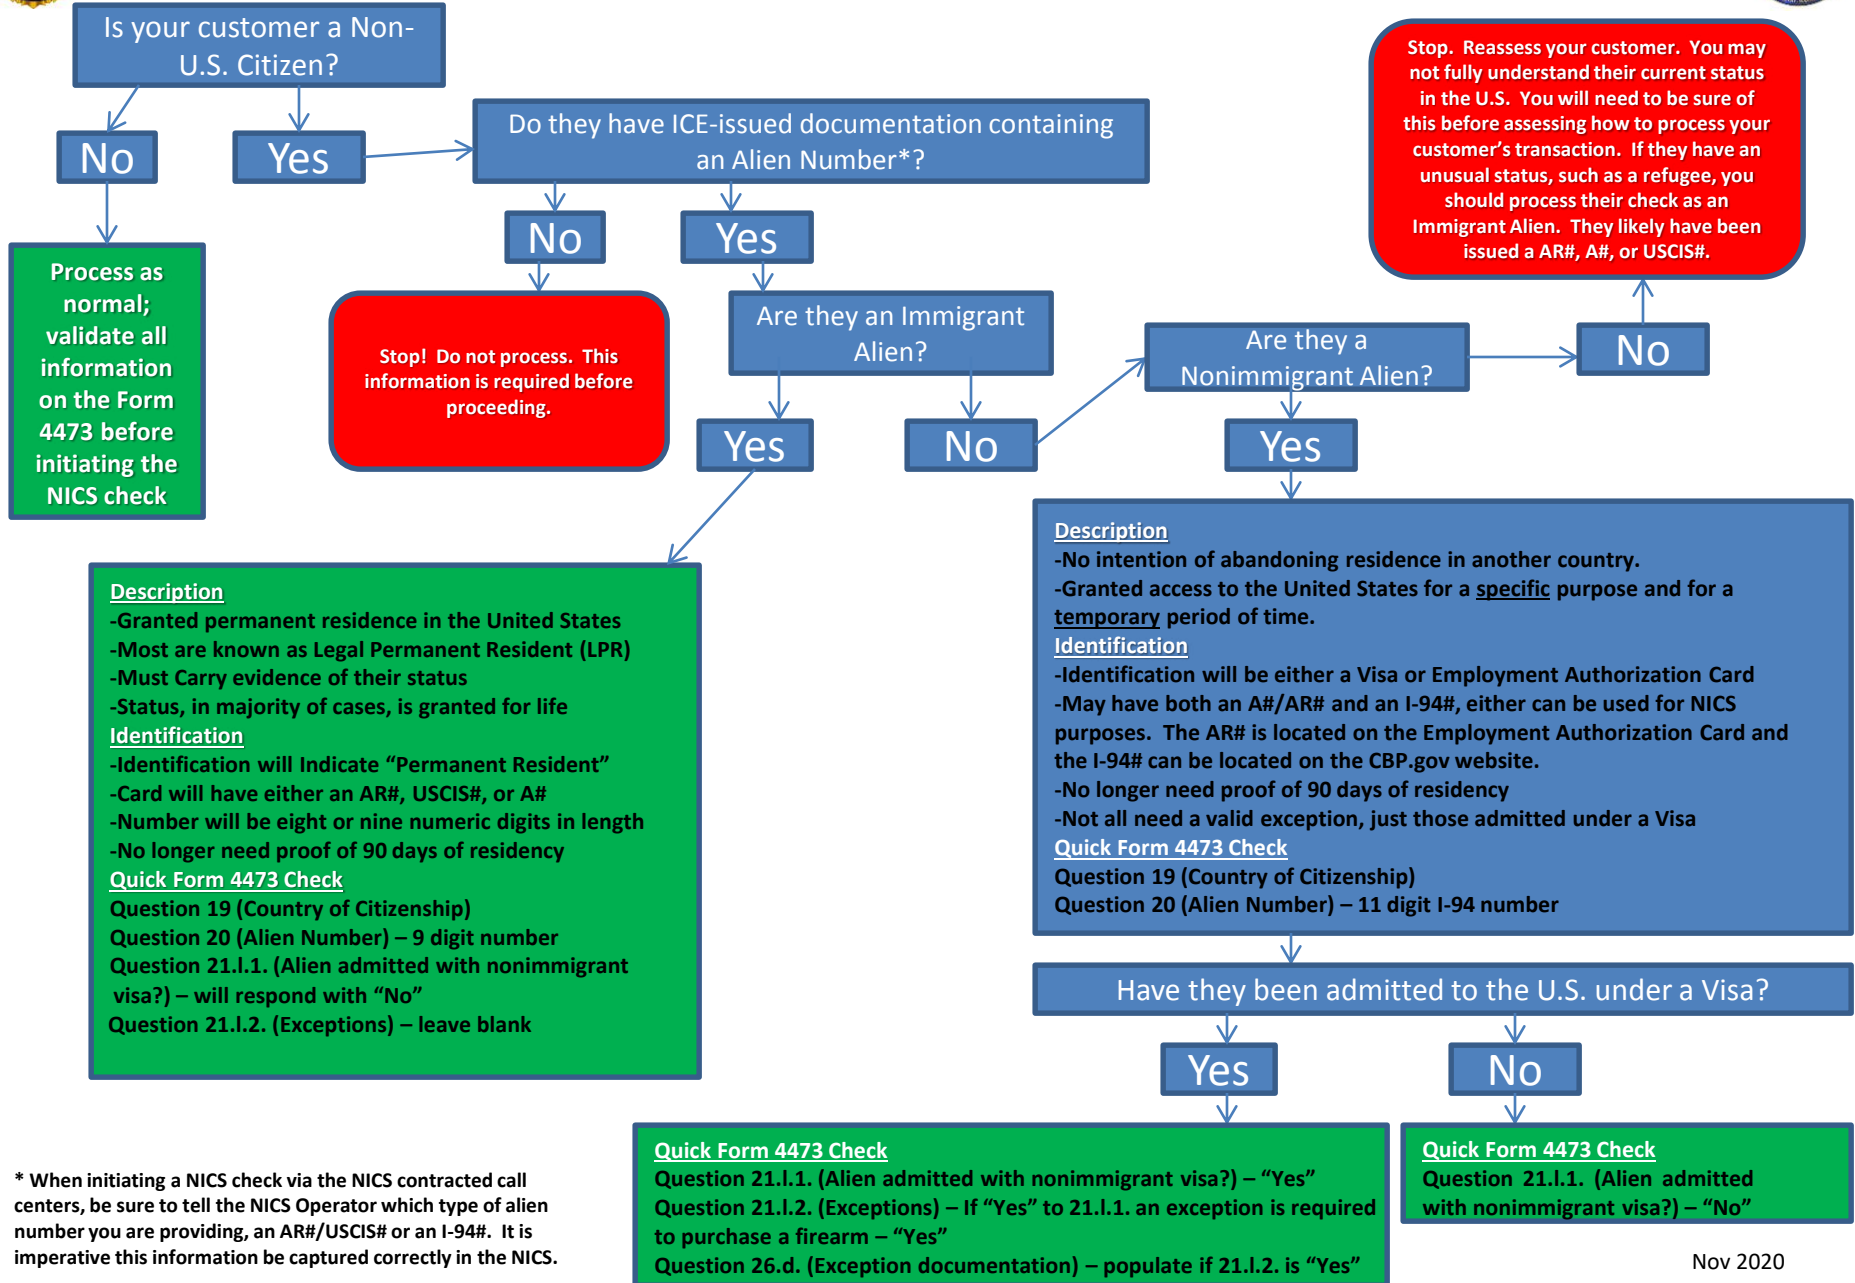 Is your customer a Non-
U.S. Citizen?
No
Yes
Process as
normal;
validate all
information
on the Form
4473 before
initiating the
NICS check
Do they have ICE-issued documentation containing
an Alien Number*?
No
Yes
Stop!  Do not process.  This
information is required before
proceeding.
Are they an Immigrant
Alien?
Yes
No
Are they a
Nonimmigrant Alien?
No
Yes
Stop.  Reassess your customer.  You may
not fully understand their current status
in the U.S.  You will need to be sure of
this before assessing how to process your
customer’s transaction.  If they have an
unusual status, such as a refugee, you
should process their check as an
Immigrant Alien.  They likely have been
issued a AR#, A#, or USCIS#.
Description
-Granted permanent residence in the United States
-Most are known as Legal Permanent Resident (LPR)
-Must Carry evidence of their status
-Status, in majority of cases, is granted for life
Identification
-Identification will Indicate “Permanent Resident”
-Card will have either an AR#, USCIS#, or A#
-Number will be eight or nine numeric digits in length
-No longer need proof of 90 days of residency
Quick Form 4473 Check
Question 19 (Country of Citizenship)
Question 20 (Alien Number) – 9 digit number
Question 21.l.1. (Alien admitted with nonimmigrant
visa?) – will respond with “No”
Question 21.l.2. (Exceptions) – leave blank
Description
-No intention of abandoning residence in another country.
-Granted access to the United States for a specific purpose and for a
temporary period of time.
Identification
-Identification will be either a Visa or Employment Authorization Card
-May have both an A#/AR# and an I-94#, either can be used for NICS
purposes.  The AR# is located on the Employment Authorization Card and
the I-94# can be located on the CBP.gov website.
-No longer need proof of 90 days of residency
-Not all need a valid exception, just those admitted under a Visa
Quick Form 4473 Check
Question 19 (Country of Citizenship)
Question 20 (Alien Number) – 11 digit I-94 number
Have they been admitted to the U.S. under a Visa?
Yes
No
Quick Form 4473 Check
Question 21.l.1. (Alien admitted with nonimmigrant visa?) – “Yes”
Question 21.l.2. (Exceptions) – If “Yes” to 21.l.1. an exception is required
to purchase a firearm – “Yes”
Question 26.d. (Exception documentation) – populate if 21.l.2. is “Yes”
Quick Form 4473 Check
Question 21.l.1. (Alien admitted
with nonimmigrant visa?) – “No”
* When initiating a NICS check via the NICS contracted call
centers, be sure to tell the NICS Operator which type of alien
number you are providing, an AR#/USCIS# or an I-94#.  It is
imperative this information be captured correctly in the NICS.
Nov 2020